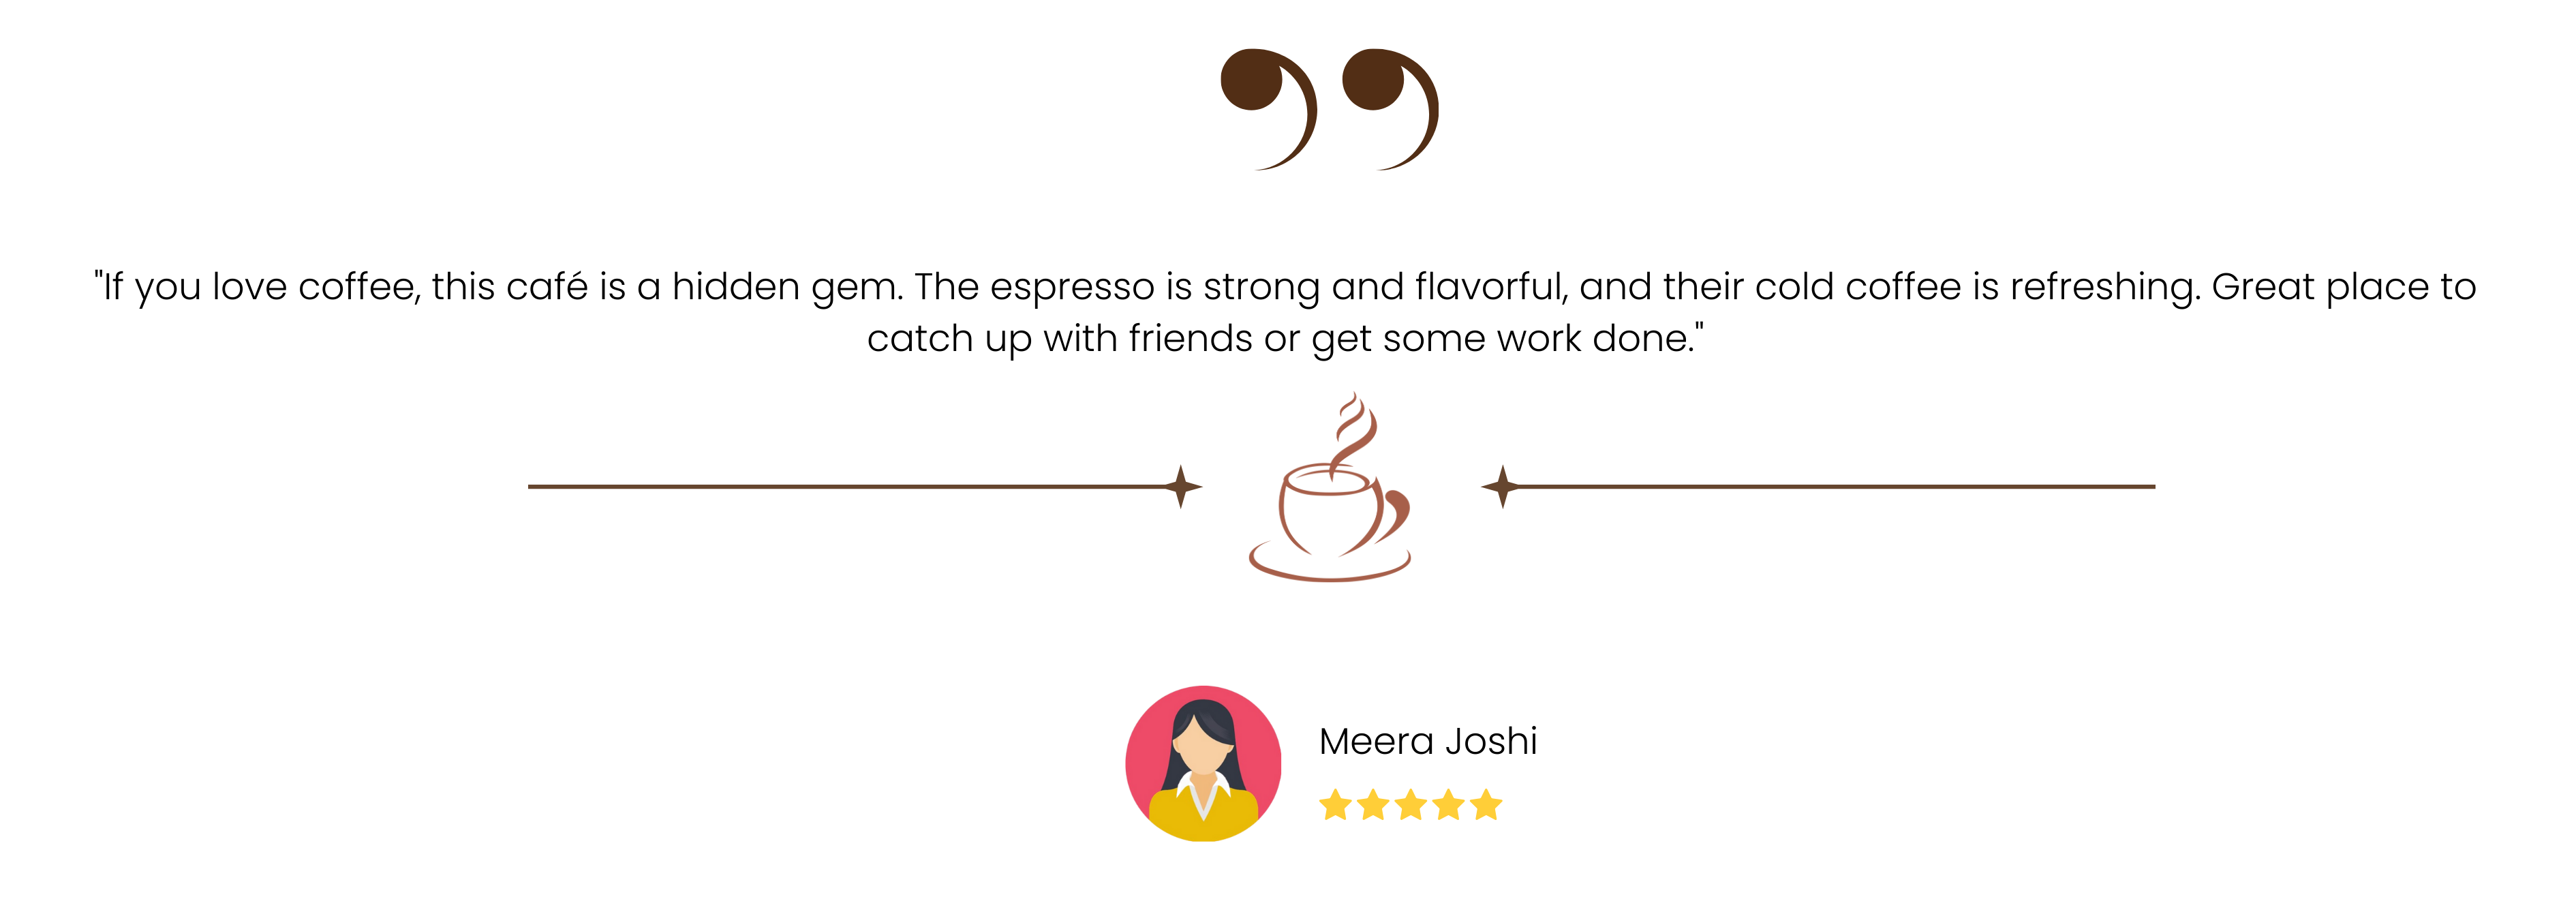 "If you love coffee, this café is a hidden gem. The espresso is strong and flavorful, and their cold coffee is refreshing. Great place to
catch up with friends or get some work done."
Meera Joshi